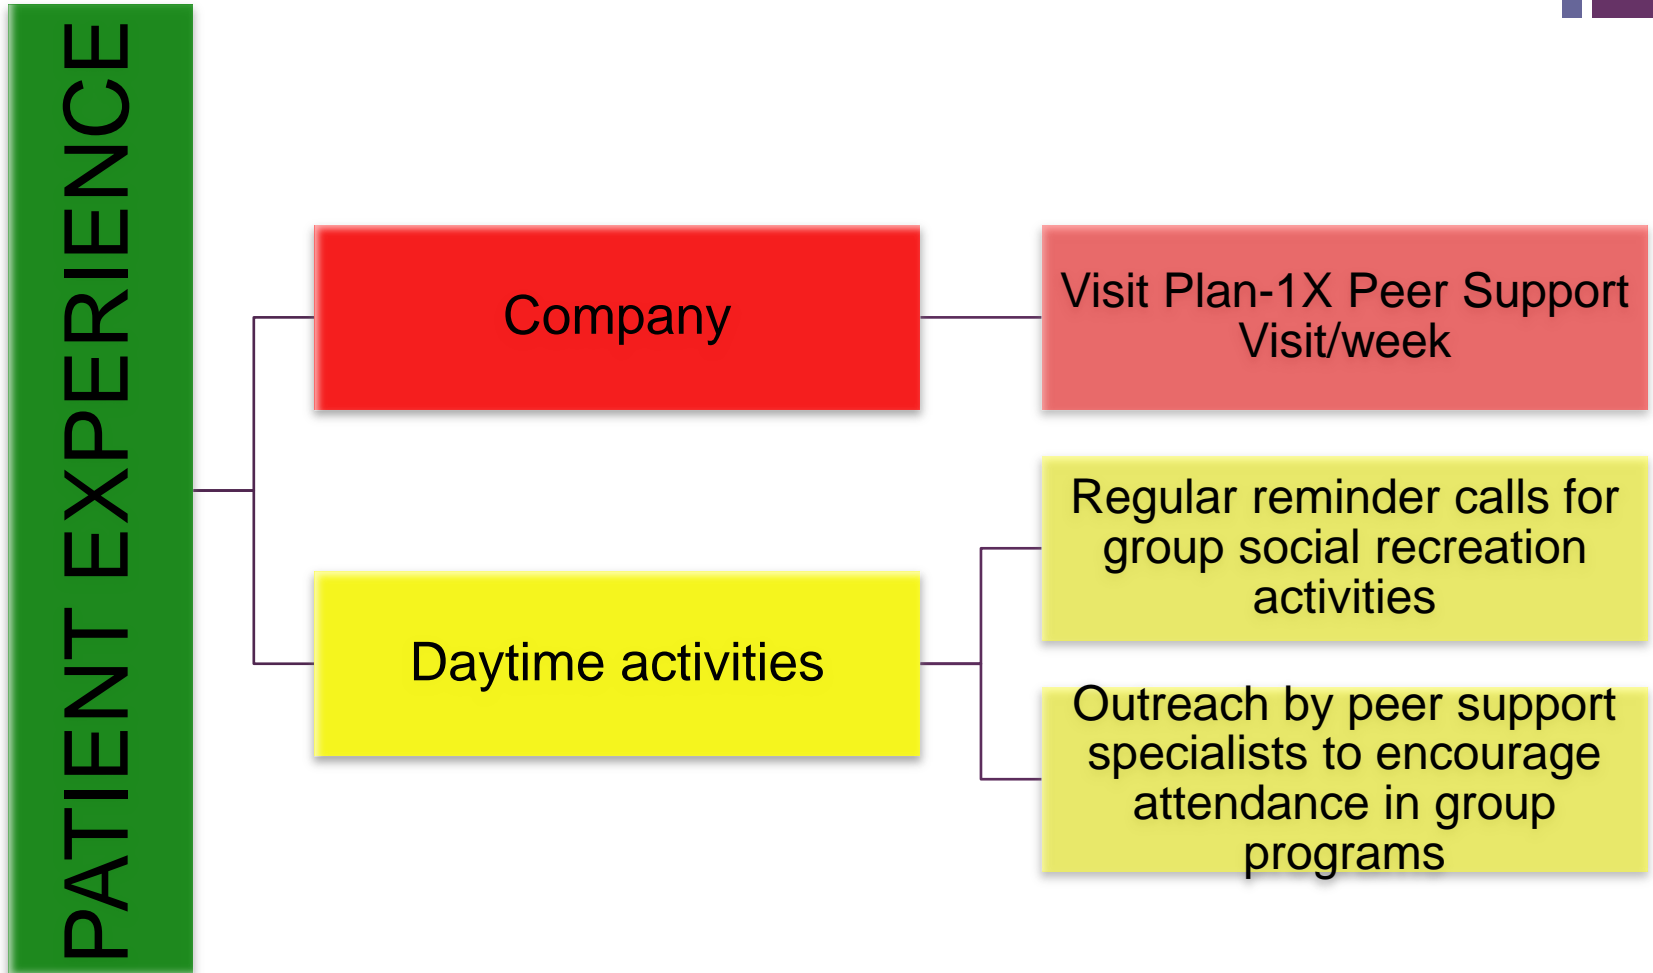 PATIENT EXPERIENCE
Company
Visit Plan-1X Peer Support
Visit/week
Daytime activities
Regular reminder calls for
group social recreation
activities
Outreach by peer support
specialists to encourage
attendance in group
programs